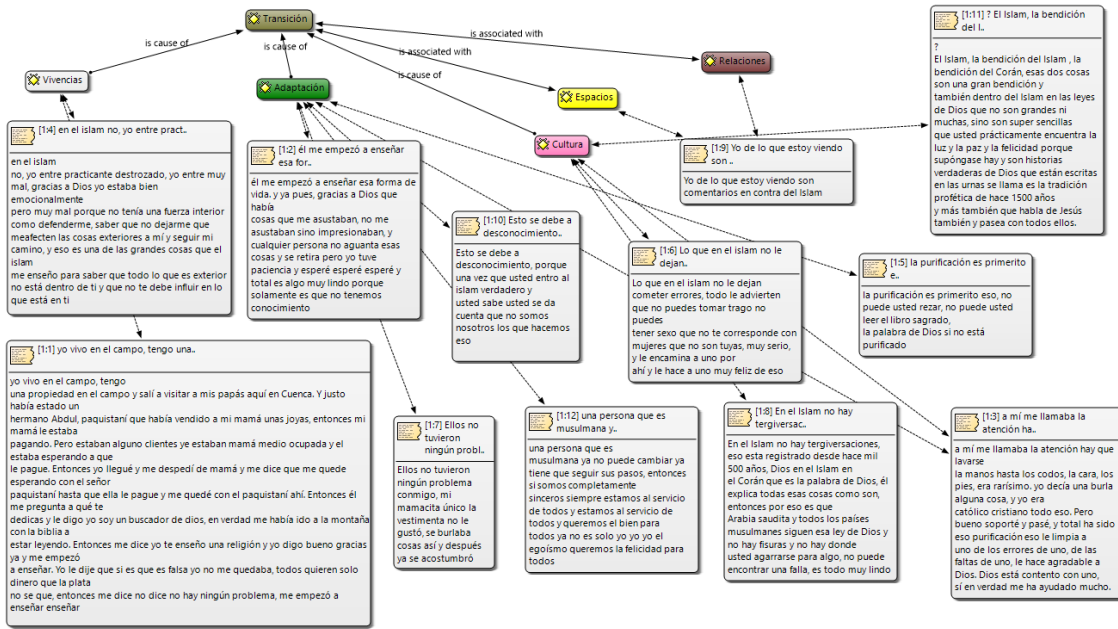 Transición
is cause of
is cause of
is associated with
is associated with
is cause of
Vivencias
Adaptación
Espacios
Relaciones
Cultura
[1:11] ? El Islam, la bendición
del I..
?
El Islam, la bendición del Islam , la
bendición del Corán, esas dos cosas
son una gran bendición y
también dentro del Islam en las leyes
de Dios que no son grandes ni
muchas, sino son super sencillas
que usted prácticamente encuentra la
luz y la paz y la felicidad porque
supóngase hay y son historias
verdaderas de Dios que están escritas
en las urnas se llama es la tradición
profética de hace 1500 años
y más también que habla de Jesús
también y pasea con todos ellos.
[1:4] en el islam no, yo entre pract..
en el islam
no, yo entre practicante destrozado, yo entre muy
mal, gracias a Dios yo estaba bien
emocionalmente
pero muy mal porque no tenía una fuerza interior
como defenderme, saber que no dejarme que
meafecten las cosas exteriores a mí y seguir mi
camino, y eso es una de las grandes cosas que el
islam
me enseño para saber que todo lo que es exterior
no está dentro de ti y que no te debe influir en lo
que está en ti
[1:2] él me empezó a enseñar
esa for..
él me empezó a enseñar esa forma de
vida. y ya pues, gracias a Dios que
había
cosas que me asustaban, no me
asustaban sino impresionaban, y
cualquier persona no aguanta esas
cosas y se retira pero yo tuve
paciencia y esperé esperé esperé y
total es algo muy lindo porque
solamente es que no tenemos
conocimiento
[1:9] Yo de lo que estoy viendo
son ..
Yo de lo que estoy viendo son
comentarios en contra del Islam
[1:10] Esto se debe a
desconocimiento..
Esto se debe a
desconocimiento, porque
una vez que usted entro al
islam verdadero y
usted sabe usted se da
cuenta que no somos
nosotros los que hacemos
eso
[1:6] Lo que en el islam no le
dejan..
Lo que en el islam no le dejan
cometer errores, todo le advierten
que no puedes tomar trago no
puedes
tener sexo que no te corresponde con
mujeres que no son tuyas, muy serio,
y le encamina a uno por
ahí y le hace a uno muy feliz de eso
[1:5] la purificación es primerito
e..
la purificación es primerito eso, no
puede usted rezar, no puede usted
leer el libro sagrado,
la palabra de Dios si no está
purificado
[1:1] yo vivo en el campo, tengo una..
yo vivo en el campo, tengo
una propiedad en el campo y salí a visitar a mis papás aquí en Cuenca. Y justo
había estado un
hermano Abdul, paquistaní que había vendido a mi mamá unas joyas, entonces mi
mamá le estaba
pagando. Pero estaban alguno clientes ye estaban mamá medio ocupada y el
estaba esperando a que
le pague. Entonces yo llegué y me despedí de mamá y me dice que me quede
esperando con el señor
paquistaní hasta que ella le pague y me quedé con el paquistaní ahí. Entonces él
me pregunta a qué te
dedicas y le digo yo soy un buscador de dios, en verdad me había ido a la montaña
con la biblia a
estar leyendo. Entonces me dice yo te enseño una religión y yo digo bueno gracias
ya y me empezó
a enseñar. Yo le dije que si es que es falsa yo no me quedaba, todos quieren solo
dinero que la plata
no se que, entonces me dice no dice no hay ningún problema, me empezó a
enseñar enseñar
[1:7] Ellos no
tuvieron
ningún probl..
Ellos no tuvieron
ningún problema
conmigo, mi
mamacita único la
vestimenta no le
gustó, se burlaba
cosas así y después
ya se acostumbró
[1:12] una persona que es
musulmana y..
una persona que es
musulmana ya no puede cambiar ya
tiene que seguir sus pasos, entonces
si somos completamente
sinceros siempre estamos al servicio
de todos y estamos al servicio de
todos y queremos el bien para
todos ya no es solo yo yo yo el
egoísmo queremos la felicidad para
todos
[1:8] En el Islam no hay
tergiversac..
En el Islam no hay tergiversaciones,
eso esta registrado desde hace mil
500 años, Dios en el Islam en
el Corán que es la palabra de Dios, él
explica todas esas cosas como son,
entonces por eso es que
Arabia saudita y todos los países
musulmanes siguen esa ley de Dios y
no hay fisuras y no hay donde
usted agarrarse para algo, no puede
encontrar una falla, es todo muy lindo
[1:3] a mí me llamaba la
atención ha..
a mí me llamaba la atención hay que
lavarse
la manos hasta los codos, la cara, los
pies, era rarísimo. yo decía una burla
alguna cosa, y yo era
católico cristiano todo eso. Pero
bueno soporté y pasé, y total ha sido
eso purificación eso le limpia a
uno de los errores de uno, de las
faltas de uno, le hace agradable a
Dios. Dios está contento con uno,
sí en verdad me ha ayudado mucho.